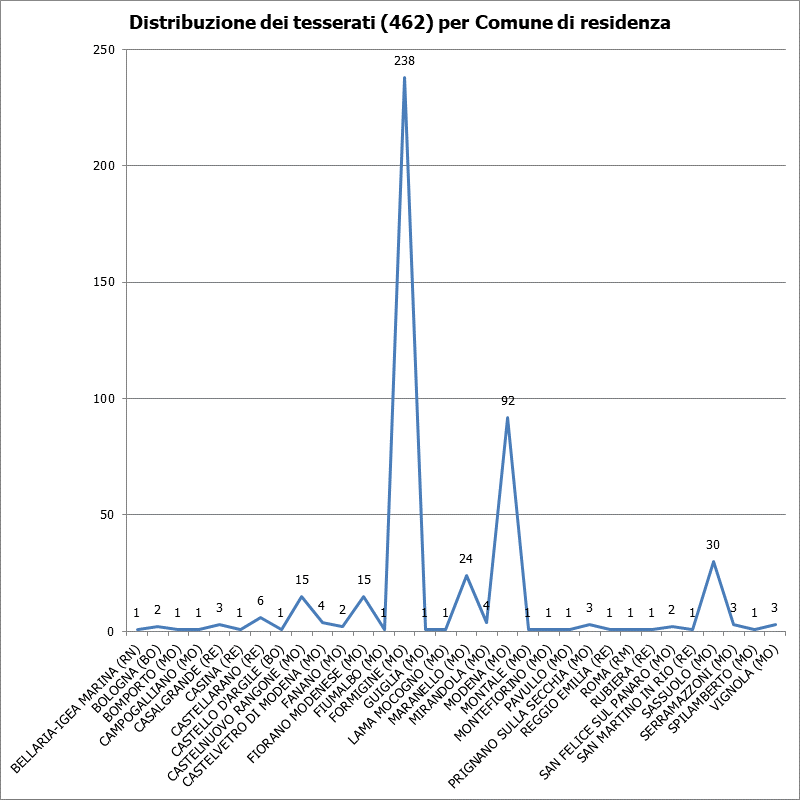 Distribuzione dei tesserati (462) per Comune di residenza
250
200
150
100
50
0
1
2
1
1
3
1
6
1
15
4
2
15
1
238
1
1
24
4
92
1
1
1
3
1
1
1
2
1
30
3
1
3
BELLARIA-IGEA MARINA (RN)
BOLOGNA (BO)
BOMPORTO (MO)
CAMPOGALLIANO (MO)
CASALGRANDE (RE)
CASINA (RE)
CASTELLARANO (RE)
CASTELLO D'ARGILE (BO)
CASTELNUOVO RANGONE (MO)
CASTELVETRO DI MODENA (MO)
FANANO (MO)
FIORANO MODENESE (MO)
FIUMALBO (MO)
FORMIGINE (MO)
GUIGLIA (MO)
LAMA MOCOGNO (MO)
MARANELLO (MO)
MIRANDOLA (MO)
MODENA (MO)
MONTALE (MO)
MONTEFIORINO (MO)
PAVULLO (MO)
PRIGNANO SULLA SECCHIA (MO)
REGGIO EMILIA (RE)
ROMA (RM)
RUBIERA (RE)
SAN FELICE SUL PANARO (MO)
SAN MARTINO IN RIO (RE)
SASSUOLO (MO)
SERRAMAZZONI (MO)
SPILAMBERTO (MO)
VIGNOLA (MO)